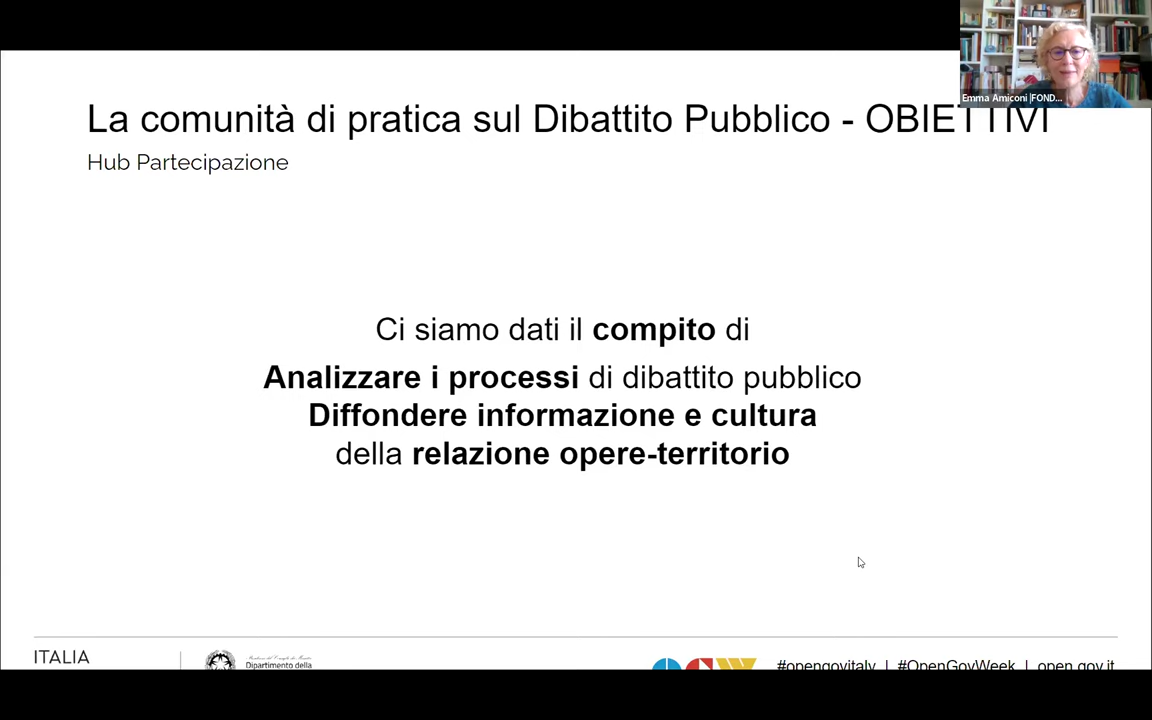 Emma Amiconi |FOND...
La comunità di pratica sul Dibattito Pubblico - OBIETTIVI
Hub Partecipazione
Ci siamo dati il compito di
Analizzare i processi di dibattito pubblico
Diffondere informazione e cultura
della relazione opere-territorio
ITALIA
Dipartimento della
#opengovitaly | #OpenGovWeek | open.gov.it